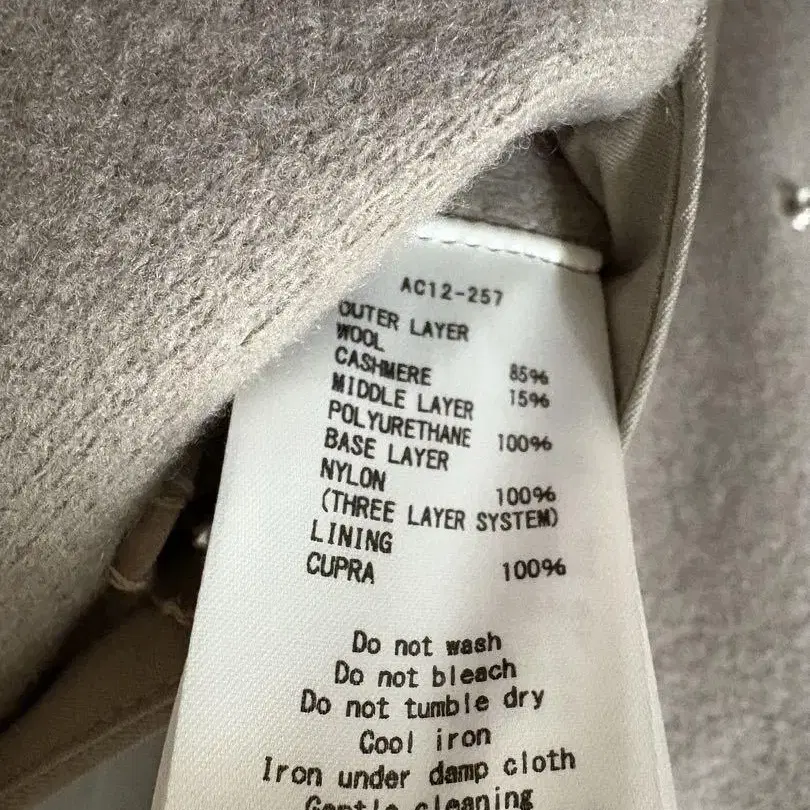 AC12-257
OUTER LAYER
WOOL 85%
CASHMERE 15%
MIDDLE LAYER
POLYURETHANE 100%
BASE LAYER
NYLON 100%
(THREE LAYER SYSTEM)
LINING
CUPRA 100%
Do not wash
Do not bleach
Do not tumble dry
Cool iron
Iron under damp cloth
Gentle cleaning